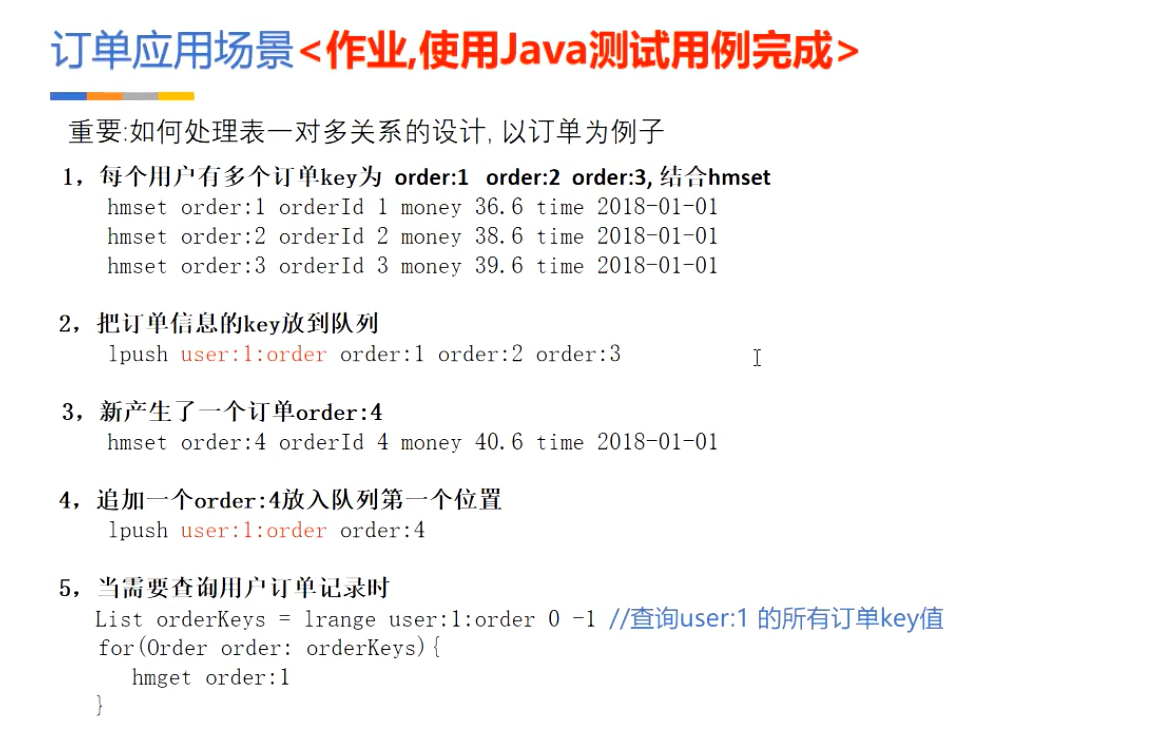 订单应用场景<作业,使用Java测试用例完成>
重要:如何处理表一对多关系的设计, 以订单为例子
1, 每个用户有多个订单key为 order:1 order:2 order:3, 结合hmset
hmset order:1 orderId 1 money 36.6 time 2018-01-01
hmset order:2 orderId 2 money 38.6 time 2018-01-01
hmset order:3 orderId 3 money 39.6 time 2018-01-01
2, 把订单信息的key放到队列
lpush user:1:order order:1 order:2 order:3
3, 新产生了一个订单order:4
hmset order:4 orderId 4 money 40.6 time 2018-01-01
4, 追加一个order:4放入队列第一个位置
lpush user:1:order order:4
5, 当需要查询用户订单记录时
List orderKeys = lrange user:1:order 0 -1 //查询user:1 的所有订单key值
for(Order order: orderKeys){
hmget order:1
}